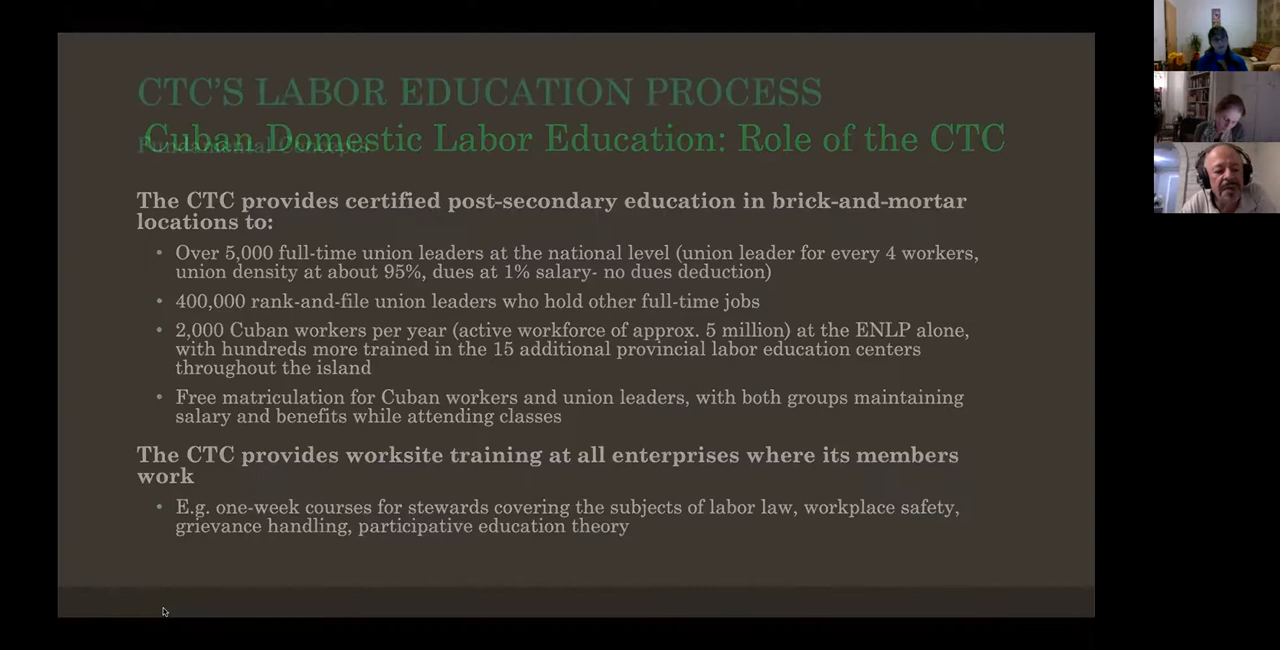 CTC'S LABOR EDUCATION PROCESS
Cuban Domestic Labor Education: Role of the CTC
Fundamental Concepts
The CTC provides certified post-secondary education in brick-and-mortar
locations to:
• Over 5,000 full-time union leaders at the national level (union leader for every 4 workers,
union density at about 95%, dues at 1% salary- no dues deduction)
• 400,000 rank-and-file union leaders who hold other full-time jobs
• 2,000 Cuban workers per year (active workforce of approx. 5 million) at the ENLP alone,
with hundreds more trained in the 15 additional provincial labor education centers
throughout the island
• Free matriculation for Cuban workers and union leaders, with both groups maintaining
salary and benefits while attending classes
The CTC provides worksite training at all enterprises where its members
work
• E.g. one-week courses for stewards covering the subjects of labor law, workplace safety,
grievance handling, participative education theory